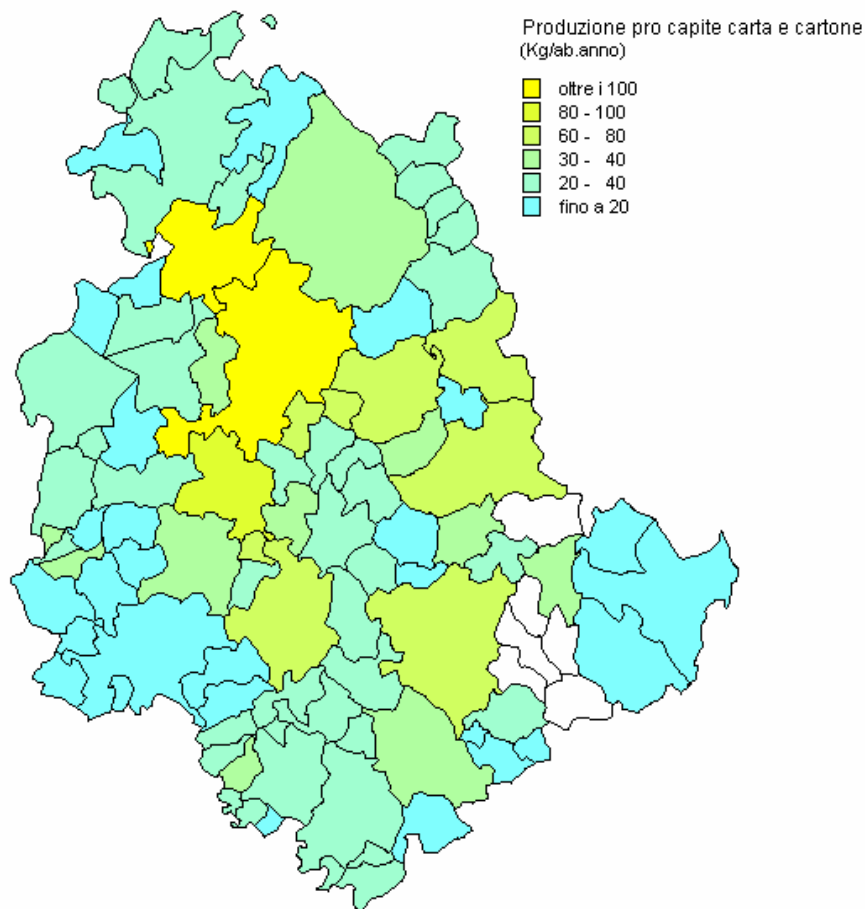 Produzione pro capite carta e cartone
(Kg/ab.anno)
oltre i 100
80 - 100
60 - 80
30 - 40
20 - 40
fino a 20